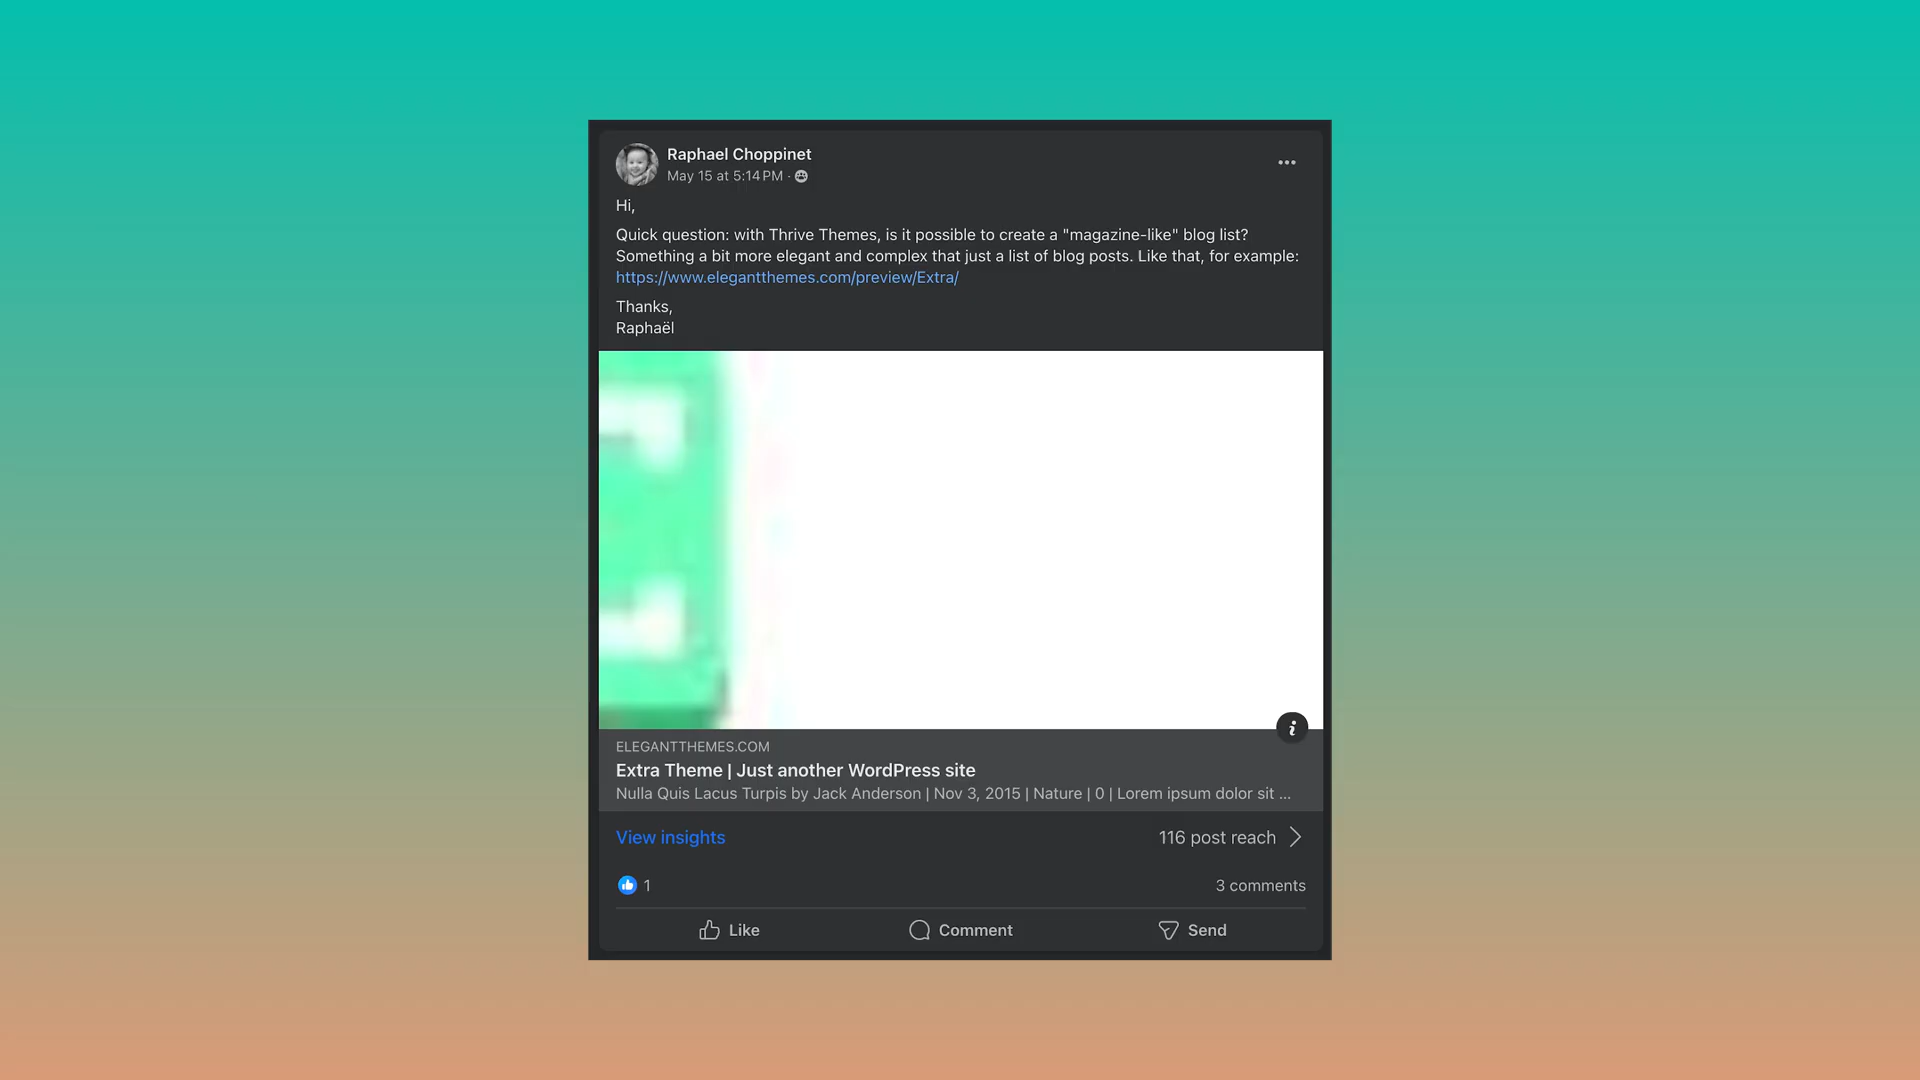 Raphael Choppinet
May 15 at 5:14 PM ·
Hi,
Quick question: with Thrive Themes, is it possible to create a "magazine-like" blog list?
Something a bit more elegant and complex that just a list of blog posts. Like that, for example:
https://www.elegantthemes.com/preview/Extra/
Thanks,
Raphaël
ELEGANTTHEMES.COM
Extra Theme | Just another WordPress site
Nulla Quis Lacus Turpis by Jack Anderson | Nov 3, 2015 | Nature | 0 | Lorem ipsum dolor sit ...
View insights
116 post reach
1
3 comments
Like
Comment
Send